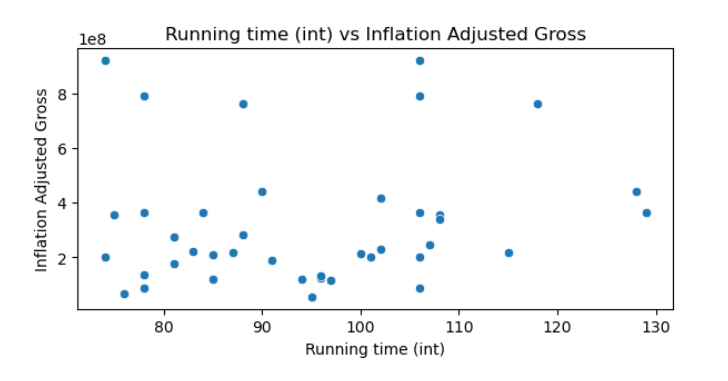 Running time (int) vs Inflation Adjusted Gross
1e8
8
6
4
2
Inflation Adjusted Gross
80 90 100 110 120 130
Running time (int)